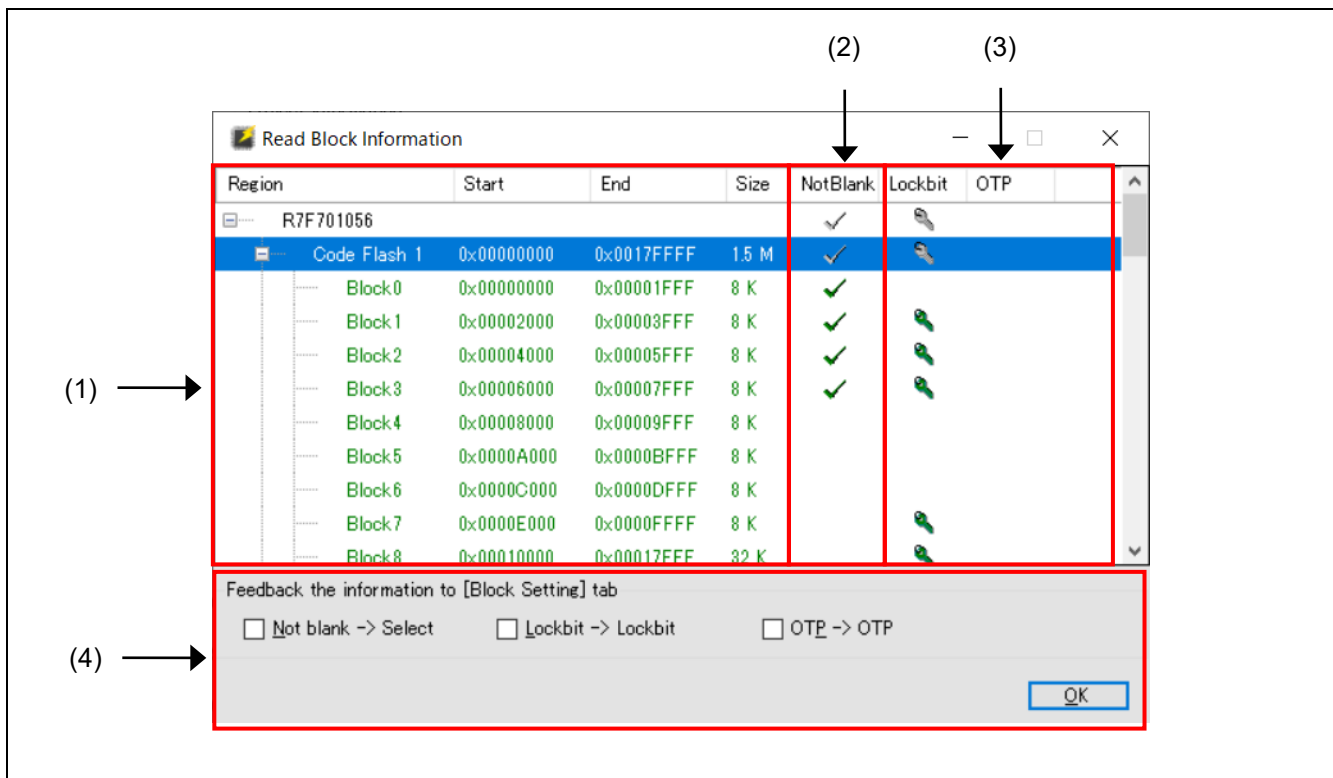 (2) (3)
Read Block Information
Region Start End Size NotBlank Lockbit OTP
R7F701056
Code Flash 1 0x00000000 0x0017FFFF 1.5 M
Block0 0x00000000 0x00001FFF 8 K
Block1 0x00002000 0x00003FFF 8 K
Block2 0x00004000 0x00005FFF 8 K
(1)
Block3 0x00006000 0x00007FFF 8 K
Block4 0x00008000 0x00009FFF 8 K
Block5 0x0000A000 0x0000BFFF 8 K
Block6 0x0000C000 0x0000DFFF 8 K
Block7 0x0000E000 0x0000FFFF 8 K
Block8 0x00010000 0x00017FFF 32 K
Feedback the information to [Block Setting] tab
Not blank -> Select Lockbit -> Lockbit OTP -> OTP
(4)
OK